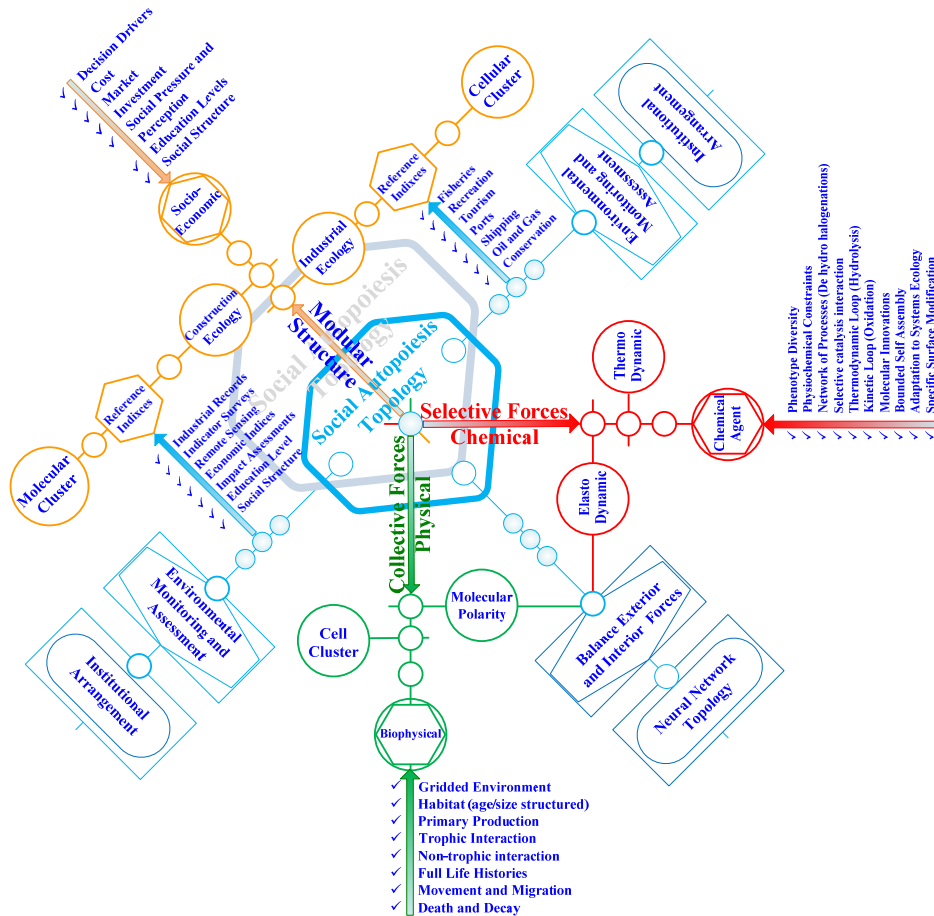 Decision Drivers
Cost
Market
Investment
Social Pressure and
Perception
Education Levels
Social Structure
Socio-
Economic
Cellular
Cluster
Reference
Indixces
Industrial
Ecology
Fisheries
Recreation
Tourism
Ports
Shipping
Oil and Gas
Conservation
Institutional
Arrangement
Environmental
Monitoring and
Assessment
Construction
Ecology
Reference
Indixces
Molecular
Cluster
Industrial Records
Indicator Surveys
Remote Sensing
Economic Indices
Impact Assessments
Education Level
Social Structure
Modular
Structure
Social Autopoiesis
Topology
Social Autopoiesis
Topology
Selective Forces
Chemical
Thermo
Dynamic
Chemical
Agent
Elasto
Dynamic
Phenotype Diversity
Physiochemical Constraints
Network of Processes (De hydro halogenations)
Selective catalysis interaction
Thermodynamic Loop (Hydrolysis)
Kinetic Loop (Oxidation)
Molecular Innovations
Bounded Self Assembly
Adaptation to Systems Ecology
Specific Surface Modification
Collective Forces
Physical
Environmental
Monitoring and
Assessment
Institutional
Arrangement
Molecular
Polarity
Cell
Cluster
Balance Exterior
and Interior Forces
Neural Network
Topology
Biophysical
Gridded Environment
Habitat (age/size structured)
Primary Production
Trophic Interaction
Non-trophic interaction
Full Life Histories
Movement and Migration
Death and Decay